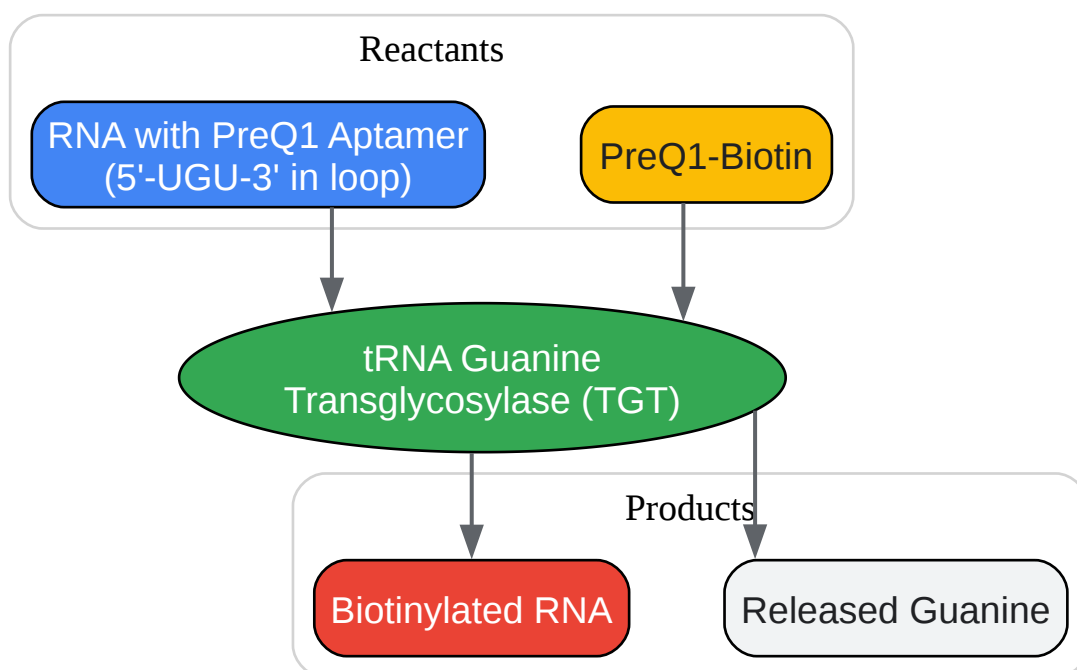 Reactants
RNA with PreQ1 Aptamer
(5'-UGU-3' in loop)
PreQ1-Biotin
tRNA Guanine
Transglycosylase (TGT)
Products
Biotinylated RNA
Released Guanine